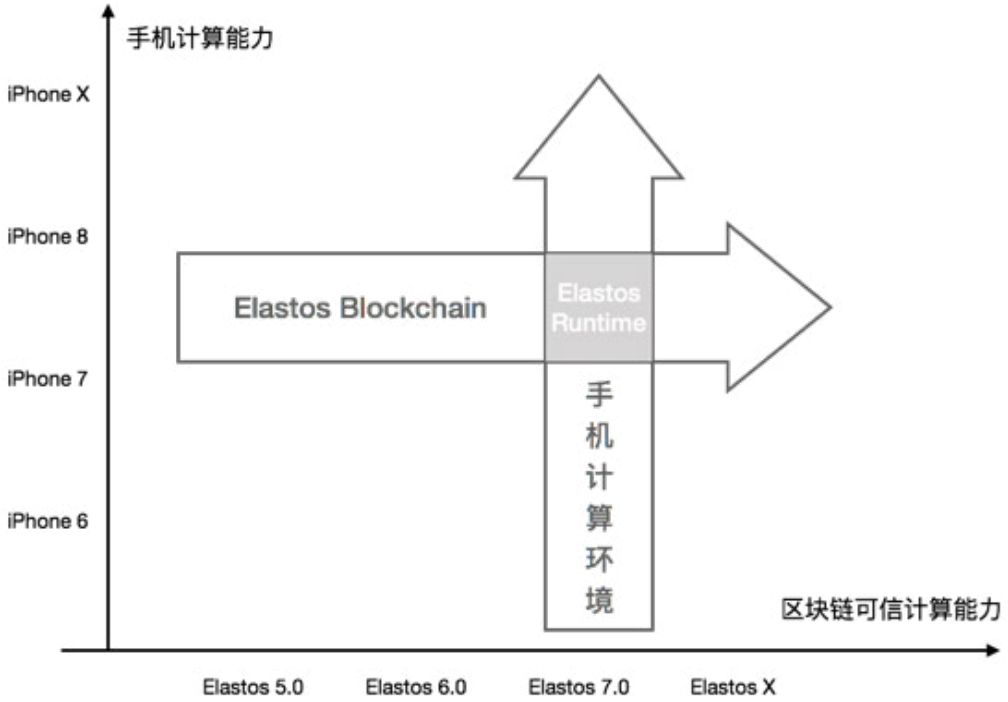 手机计算能力
iPhone X
iPhone 8
iPhone 7
iPhone 6
Elastos Blockchain
Elastos
Runtime
手机计算环境
区块链可信计算能力
Elastos 5.0
Elastos 6.0
Elastos 7.0
Elastos X